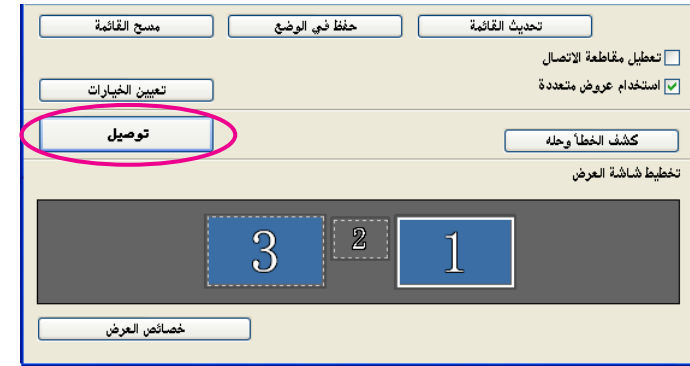 تحديث القائمة حفظ في الوضع مسح القائمة
تعطيل مقاطعة الاتصال
استخدام عروض متعددة تعيين الخيارات
توصيل
كشف الخطأ وحله
تخطيط شاشة العرض
1 2 3
خصائص العرض